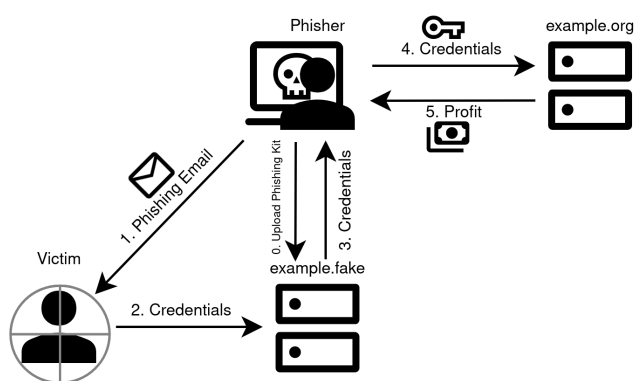 Phisher
example.org
4. Credentials
5. Profit
1. Phishing Email
0. Upload Phishing Kit
3. Credentials
Victim
example.fake
2. Credentials